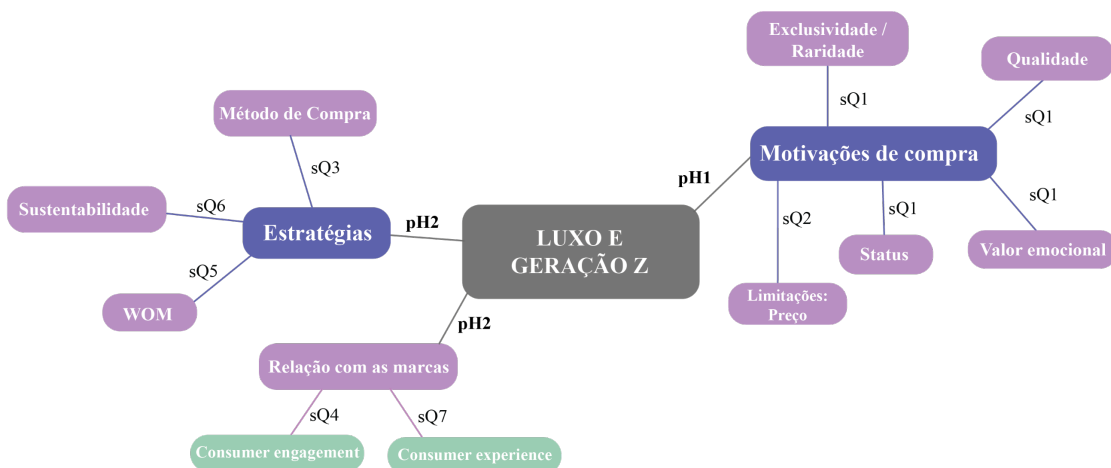 Exclusividade /
Raridade
Qualidade
sQ1
sQ1
Método de Compra
Motivações de compra
sQ3
pH1
Sustentabilidade
sQ6
sQ2
sQ1
sQ1
Estratégias
pH2
LUXO E
GERAÇÃO Z
Status
Valor emocional
sQ5
WOM
Limitações:
Preço
pH2
Relação com as marcas
sQ4
sQ7
Consumer engagement
Consumer experience